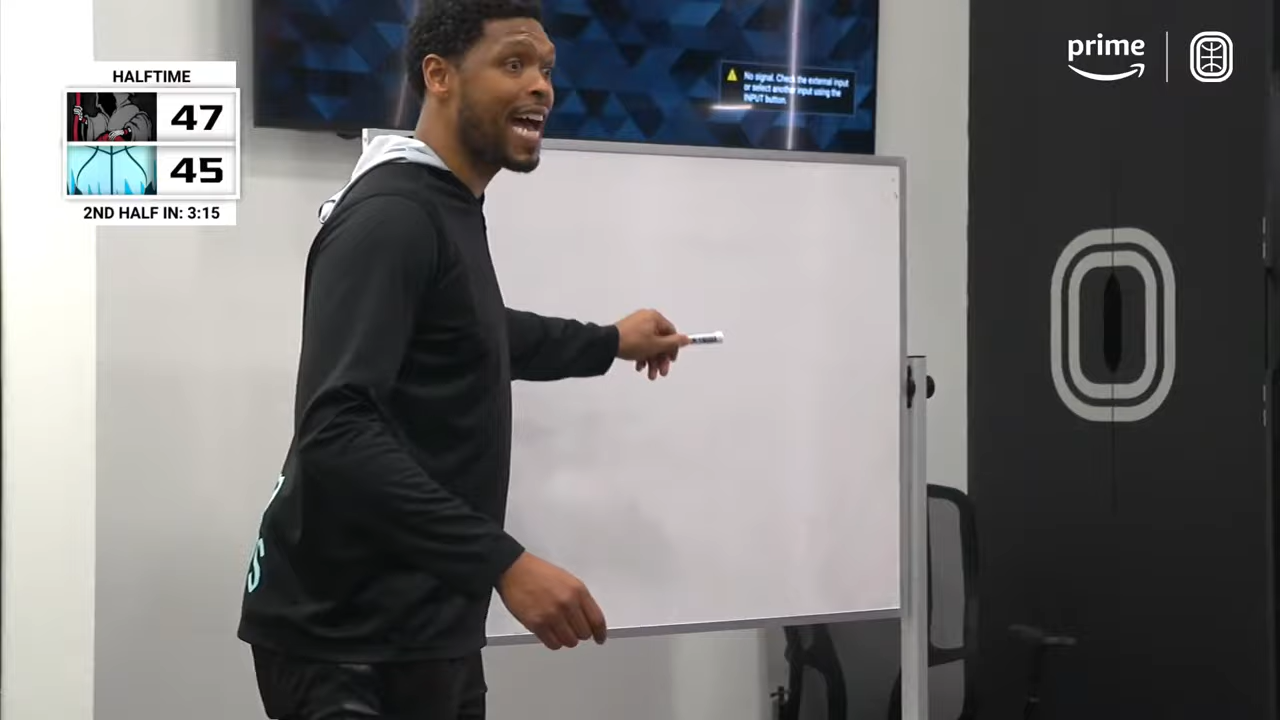 HALFTIME
47
45
2ND HALF IN: 3:15
No signal. Check the external input
or select another input using the
INPUT button.
prime